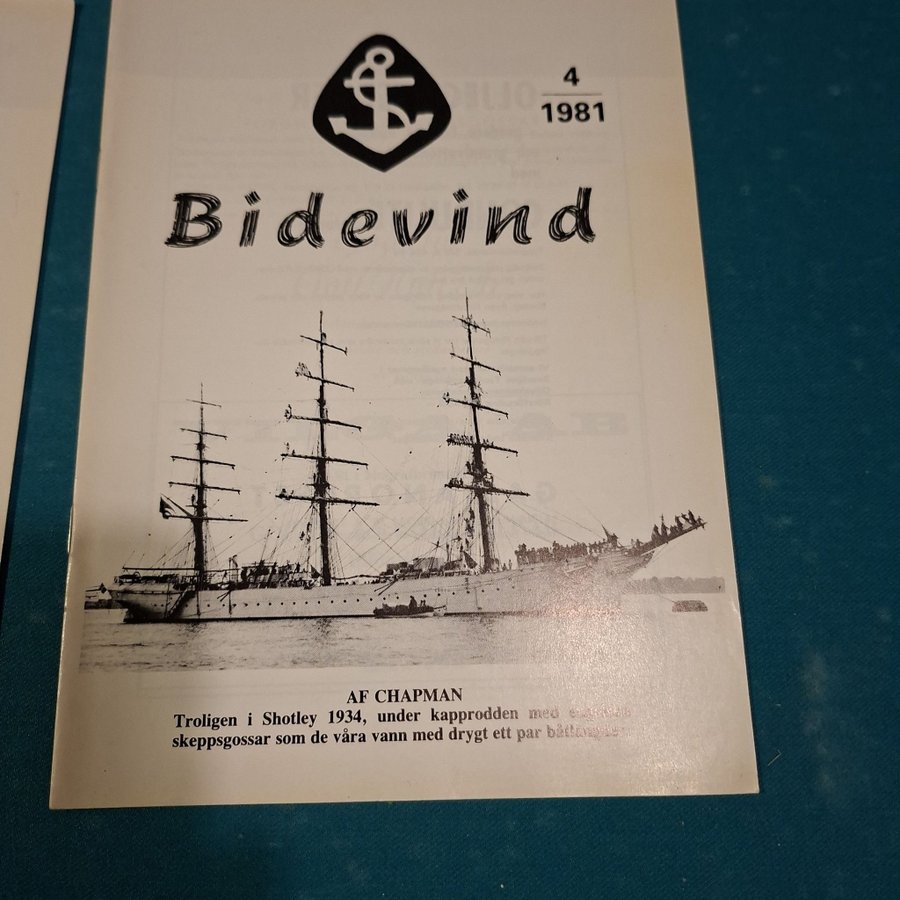 4
1981
Bidevind
AF CHAPMAN
Troligen i Shotley 1934, under kapprodden med
skeppsgossar som de våra vann med drygt ett par